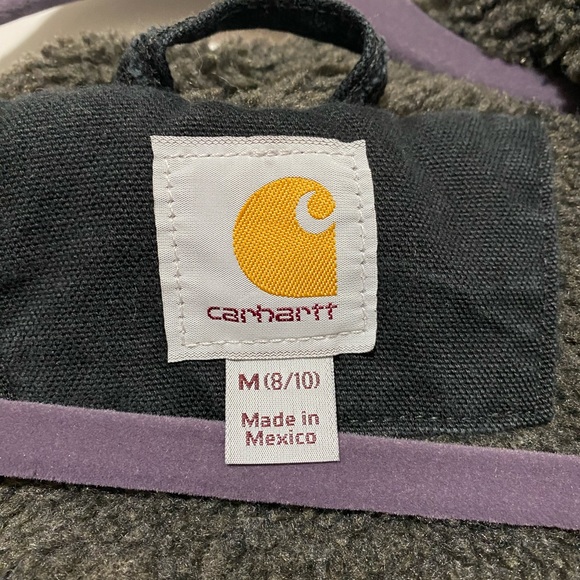 carhartt
M (8/10)
Made in
Mexico